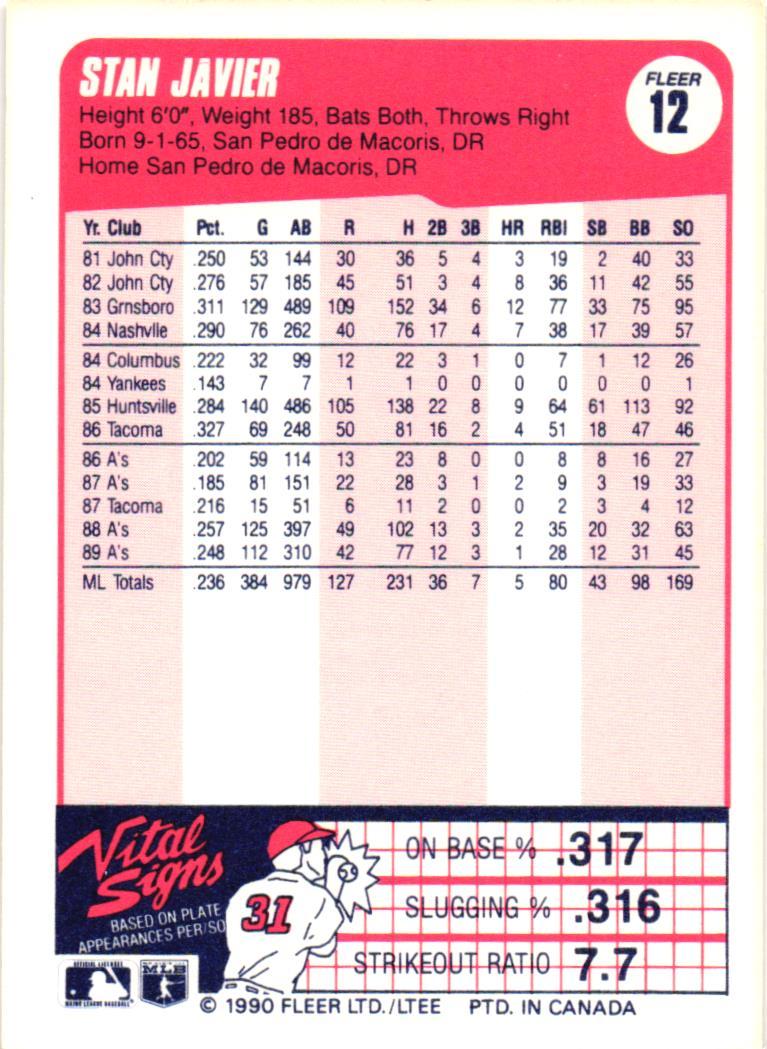 STAN JAVIER
FLEER
12
Height 6'0", Weight 185, Bats Both, Throws Right
Born 9-1-65, San Pedro de Macoris, DR
Home San Pedro de Macoris, DR
Yr. Club Pct. G AB R H 2B 3B HR RBI SB BB SO
81 John Cty .250 53 144 30 36 5 4 3 19 2 40 33
82 John Cty .276 57 185 45 51 3 4 8 36 11 42 55
83 Grnsboro .311 129 489 109 152 34 6 12 77 33 75 95
84 Nashvlle .290 76 262 40 76 17 4 7 38 17 39 57
84 Columbus .222 32 99 12 22 3 1 0 7 1 12 26
84 Yankees .143 7 7 1 1 0 0 0 0 0 0 1
85 Huntsville .284 140 486 105 138 22 8 9 64 61 113 92
86 Tacoma .327 69 248 50 81 16 2 4 51 18 47 46
86 A's .202 59 114 13 23 8 0 0 8 8 16 27
87 A's .185 81 151 22 28 3 1 2 9 3 19 33
87 Tacoma .216 15 51 6 11 2 0 0 2 3 4 12
88 A's .257 125 397 49 102 13 3 2 35 20 32 63
89 A's .248 112 310 42 77 12 3 1 28 12 31 45
ML Totals .236 384 979 127 231 36 7 5 80 43 98 169
Vital
Signs
BASED ON PLATE
APPEARANCES PER/SO
31
ON BASE % .317
SLUGGING % .316
STRIKEOUT RATIO 7.7
OFFICIAL LICENSEE
MAJOR LEAGUE BASEBALL
MLB
© 1990 FLEER LTD./LTEE PTD. IN CANADA